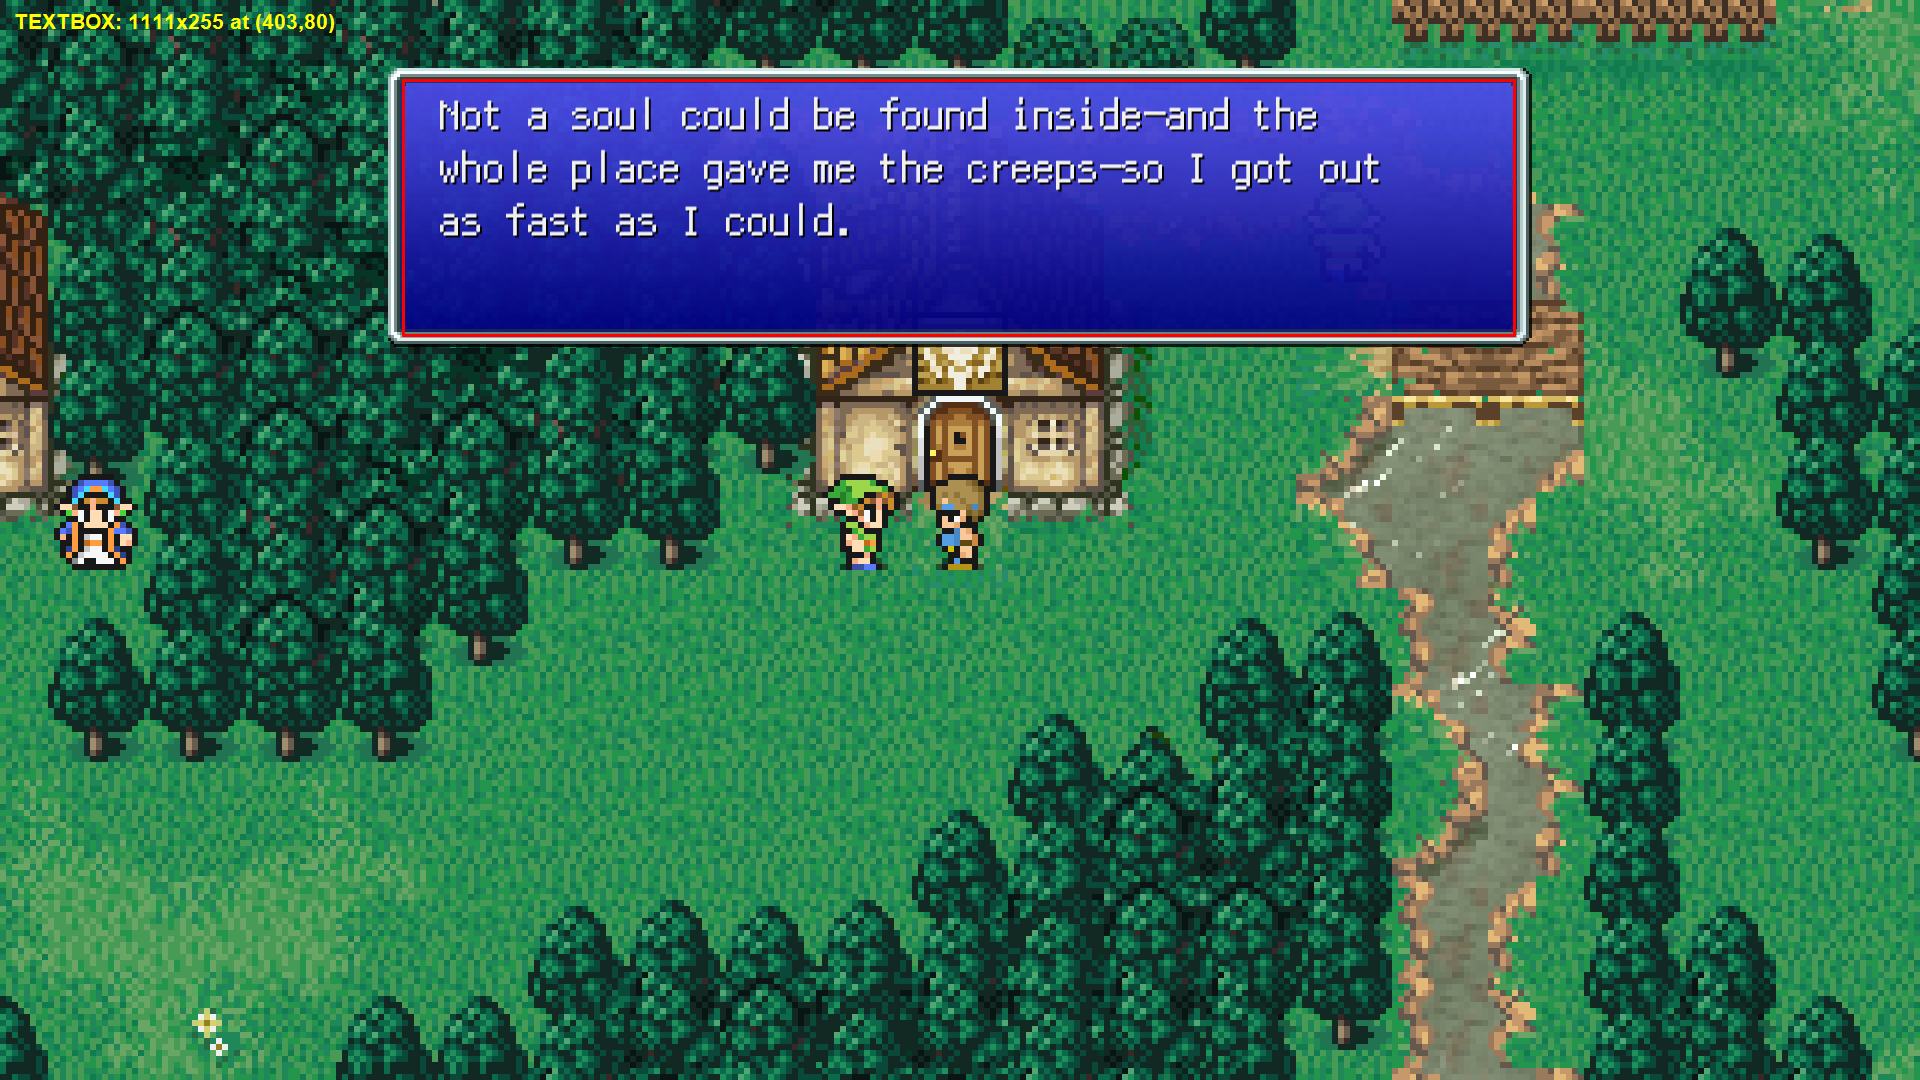 TEXTBOX: 1111x255 at (403,80)
Not a soul could be found inside—and the
whole place gave me the creeps—so I got out
as fast as I could.